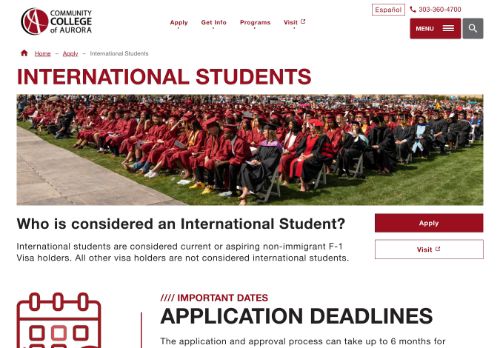 COMMUNITY
COLLEGE
of AURORA
Español
303-360-4700
Apply
Get Info
Programs
Visit
MENU
Home – Apply – International Students
INTERNATIONAL STUDENTS
Who is considered an International Student?
International students are considered current or aspiring non-immigrant F-1
Visa holders. All other visa holders are not considered international students.
Apply
Visit
//// IMPORTANT DATES
APPLICATION DEADLINES
The application and approval process can take up to 6 months for